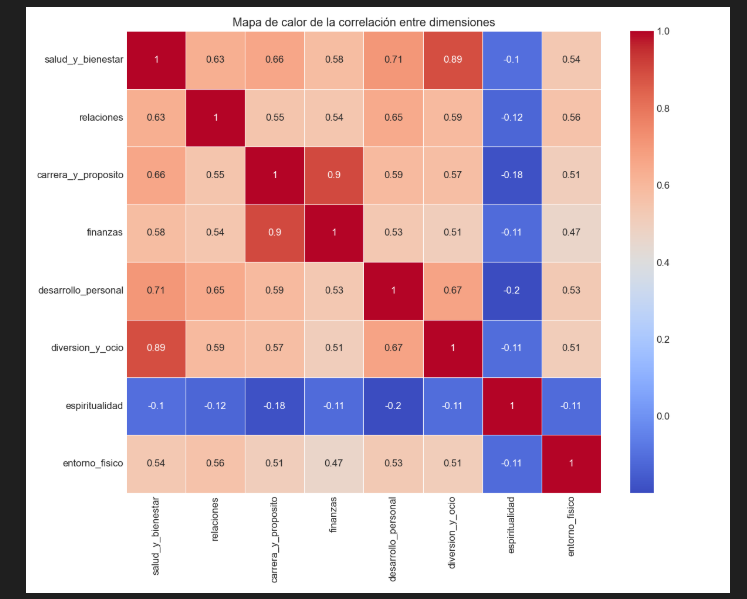 Mapa de calor de la correlación entre dimensiones
salud_y_bienestar 1 0.63 0.66 0.58 0.71 0.89 -0.1 0.54
relaciones 0.63 1 0.55 0.54 0.65 0.59 -0.12 0.56
carrera_y_proposito 0.66 0.55 1 0.9 0.59 0.57 -0.18 0.51
finanzas 0.58 0.54 0.9 1 0.53 0.51 -0.11 0.47
desarrollo_personal 0.71 0.65 0.59 0.53 1 0.67 -0.2 0.53
diversion_y_ocio 0.89 0.59 0.57 0.51 0.67 1 -0.11 0.51
espiritualidad -0.1 -0.12 -0.18 -0.11 -0.2 -0.11 1 -0.11
entorno_fisico 0.54 0.56 0.51 0.47 0.53 0.51 -0.11 1
salud_y_bienestar
relaciones
carrera_y_proposito
finanzas
desarrollo_personal
diversion_y_ocio
espiritualidad
entorno_fisico
1.0
0.8
0.6
0.4
0.2
0.0